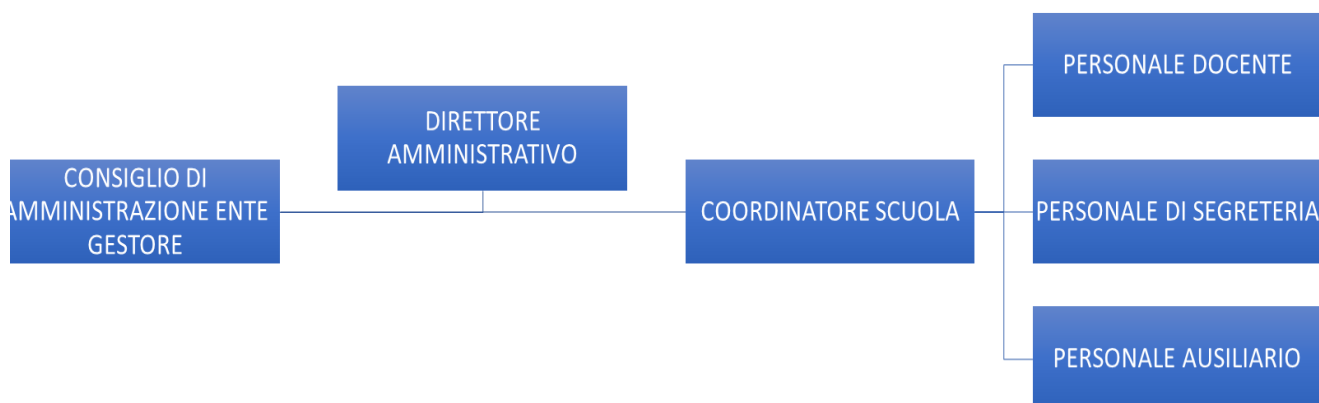 CONSIGLIO DI
AMMINISTRAZIONE ENTE
GESTORE
DIRETTORE
AMMINISTRATIVO
COORDINATORE SCUOLA
PERSONALE DOCENTE
PERSONALE DI SEGRETERIA
PERSONALE AUSILIARIO